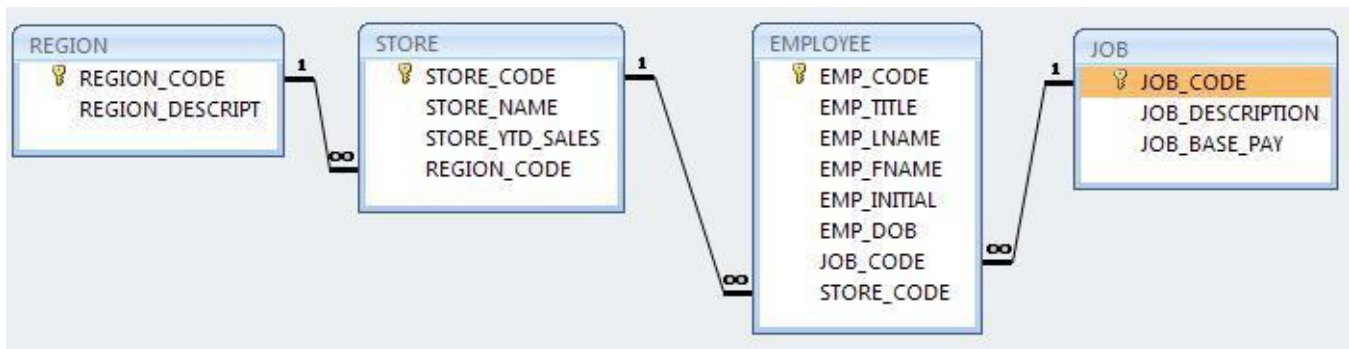 REGION
REGION_CODE
REGION_DESCRIPT
1
∞
STORE
STORE_CODE
STORE_NAME
STORE_YTD_SALES
REGION_CODE
1
∞
EMPLOYEE
EMP_CODE
EMP_TITLE
EMP_LNAME
EMP_FNAME
EMP_INITIAL
EMP_DOB
JOB_CODE
STORE_CODE
1
∞
JOB
JOB_CODE
JOB_DESCRIPTION
JOB_BASE_PAY